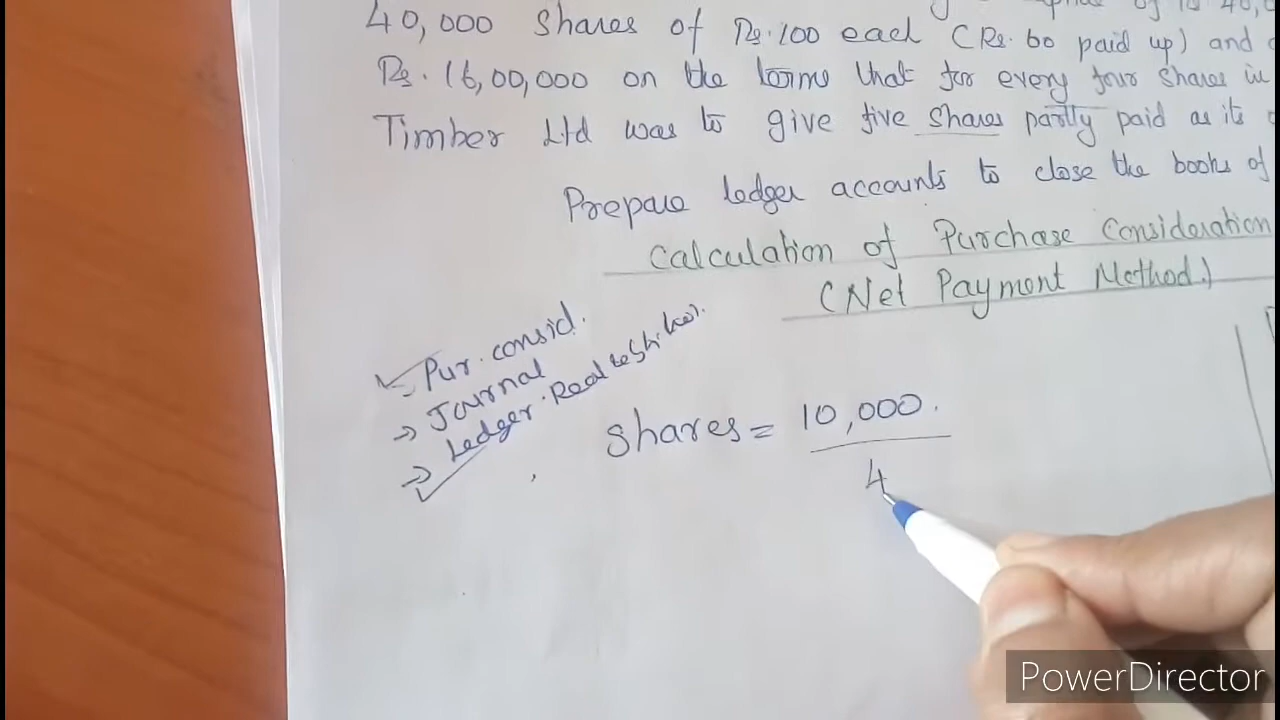 40,000 Shares of Rs.100 each (Rs. 60 paid up) and
Rs. 16,00,000 on the terms that for every four Shares in
Timber Ltd was to give five shares partly paid as its
Prepare ledger accounts to close the books of
Calculation of Purchase Consideration
(Net Payment Method.)
Pur. consid.
→ Journal
→ Ledger.
Shares = 10,000.
4
PowerDirector